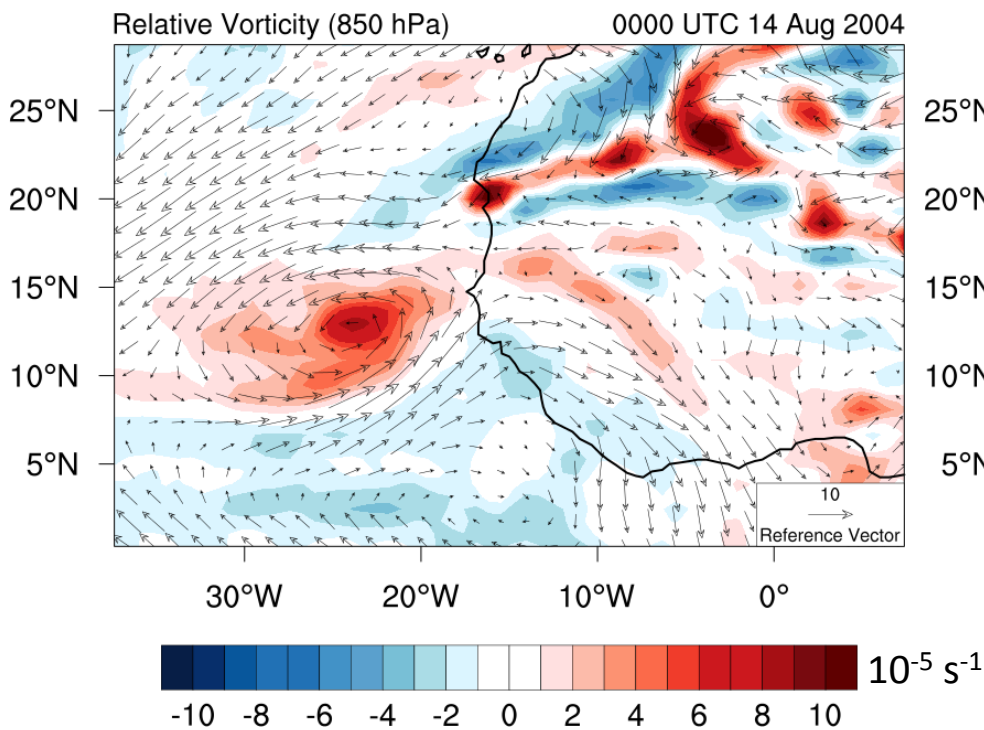 Relative Vorticity (850 hPa) 0000 UTC 14 Aug 2004
25°N 25°N
20°N 20°N
15°N 15°N
10°N 10°N
5°N 5°N
10
Reference Vector
30°W 20°W 10°W 0°
10⁻⁵ s⁻¹
-10 -8 -6 -4 -2 0 2 4 6 8 10